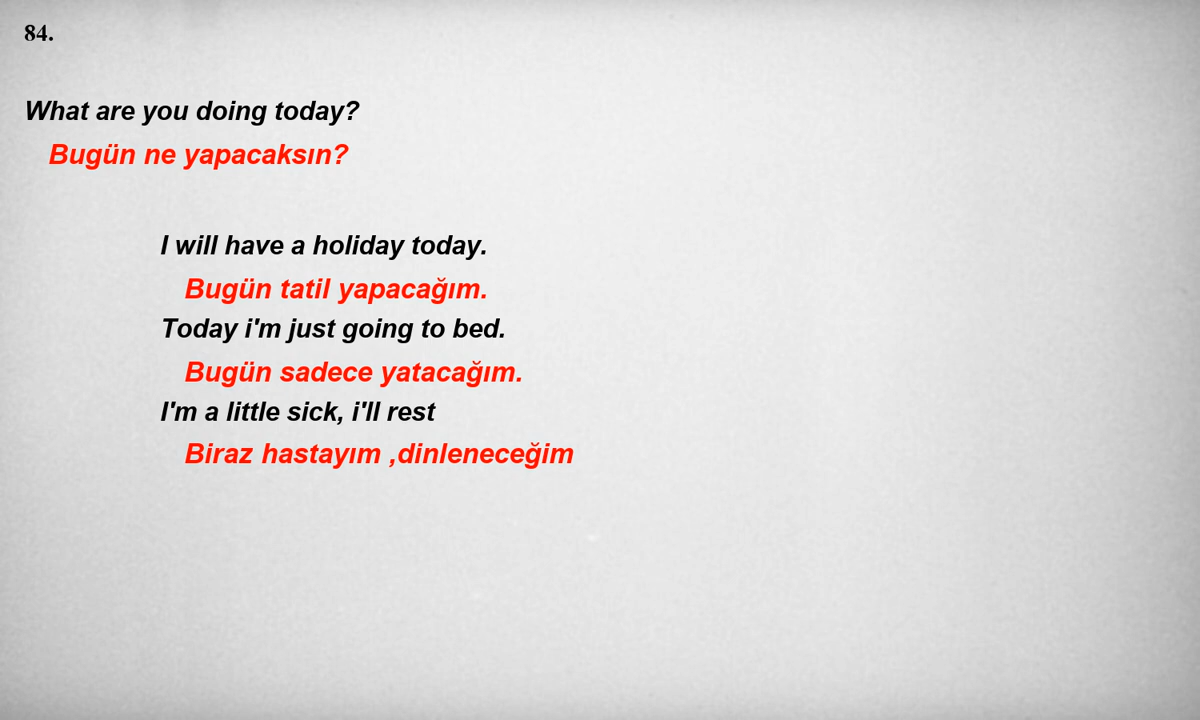 84.
What are you doing today?
Bugün ne yapacaksın?
I will have a holiday today.
Bugün tatil yapacağım.
Today i'm just going to bed.
Bugün sadece yatacağım.
I'm a little sick, i'll rest
Biraz hastayım ,dinleneceğim